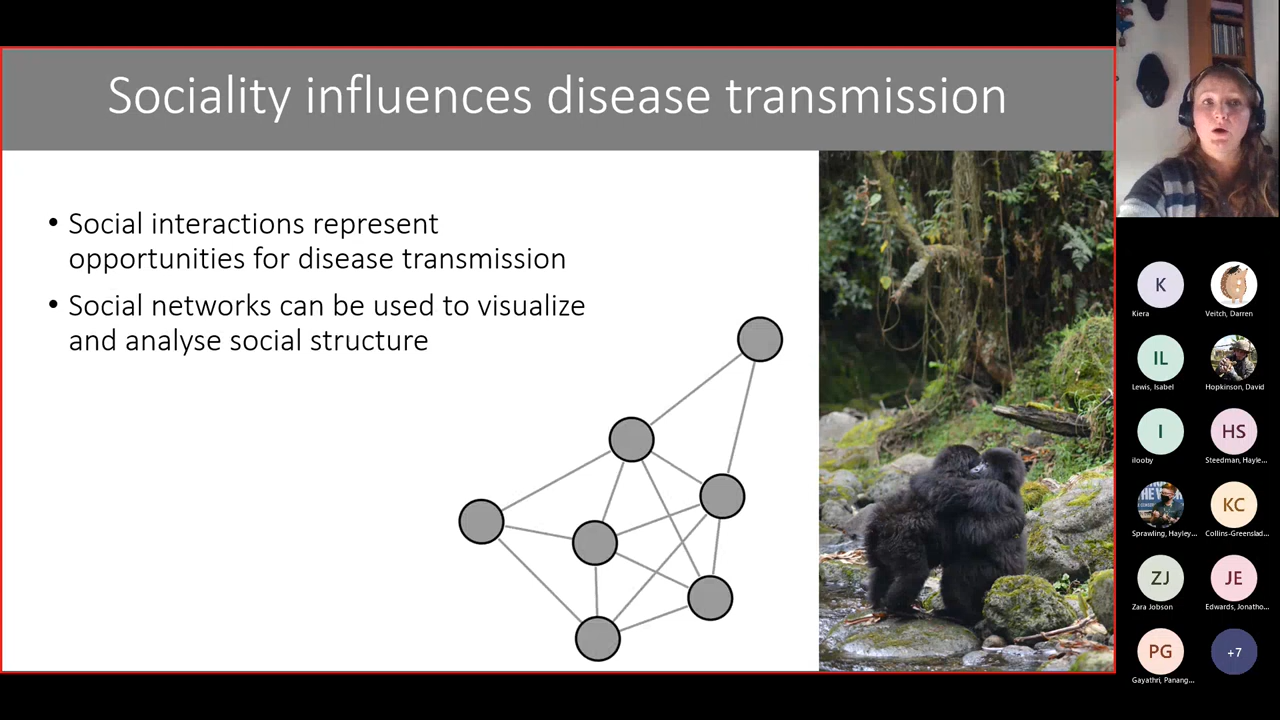 Sociality influences disease transmission
• Social interactions represent
opportunities for disease transmission
• Social networks can be used to visualize
and analyse social structure
K
Kiera
Veitch, Darren
IL
Lewis, Isabel
Hopkinson, David
I
ilooby
HS
Steedman, Hayle...
Sprawling, Hayley...
KC
Collins-Greenslad...
ZJ
Zara Jobson
JE
Edwards, Jonatho...
PG
Gayathri, Panang...
+7